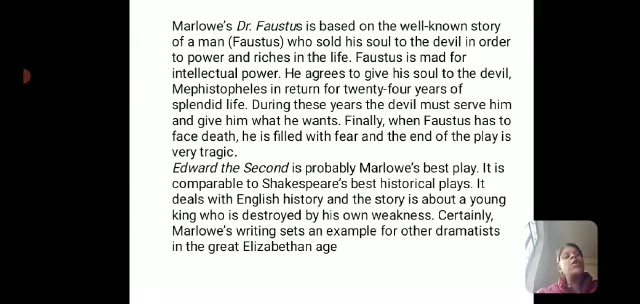 Marlowe's Dr. Faustus is based on the well-known story
of a man (Faustus) who sold his soul to the devil in order
to power and riches in the life. Faustus is mad for
intellectual power. He agrees to give his soul to the devil,
Mephistopheles in return for twenty-four years of
splendid life. During these years the devil must serve him
and give him what he wants. Finally, when Faustus has to
face death, he is filled with fear and the end of the play is
very tragic.
Edward the Second is probably Marlowe's best play. It is
comparable to Shakespeare's best historical plays. It
deals with English history and the story is about a young
king who is destroyed by his own weakness. Certainly,
Marlowe's writing sets an example for other dramatists
in the great Elizabethan age